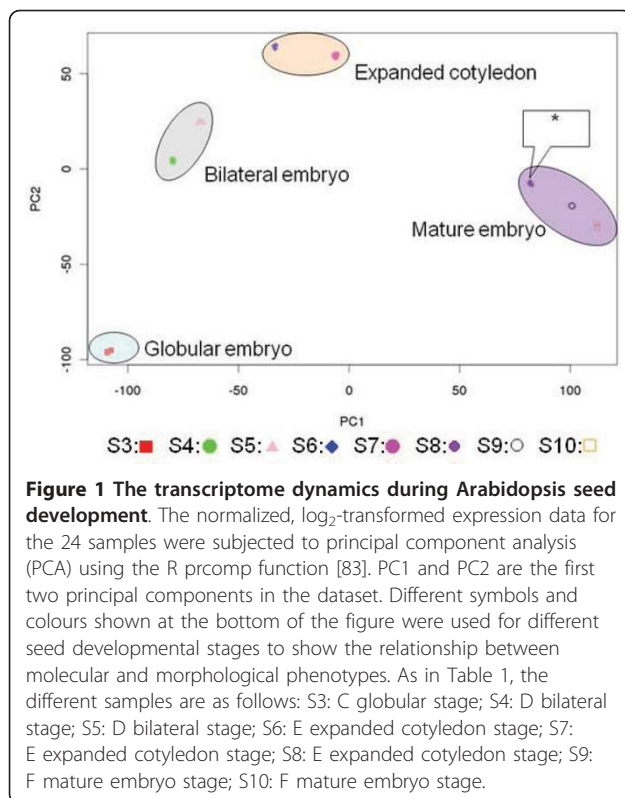 50
0
-50
-100
PC2
Expanded cotyledon
*
Bilateral embryo
Mature embryo
Globular embryo
-100 -50 0 50 100
PC1
S3: S4: S5: S6: S7: S8: S9: S10:
Figure 1 The transcriptome dynamics during Arabidopsis seed
development. The normalized, log₂-transformed expression data for
the 24 samples were subjected to principal component analysis
(PCA) using the R prcomp function [83]. PC1 and PC2 are the first
two principal components in the dataset. Different symbols and
colours shown at the bottom of the figure were used for different
seed developmental stages to show the relationship between
molecular and morphological phenotypes. As in Table 1, the
different samples are as follows: S3: C globular stage; S4: D bilateral
stage; S5: D bilateral stage; S6: E expanded cotyledon stage; S7:
E expanded cotyledon stage; S8: E expanded cotyledon stage; S9:
F mature embryo stage; S10: F mature embryo stage.